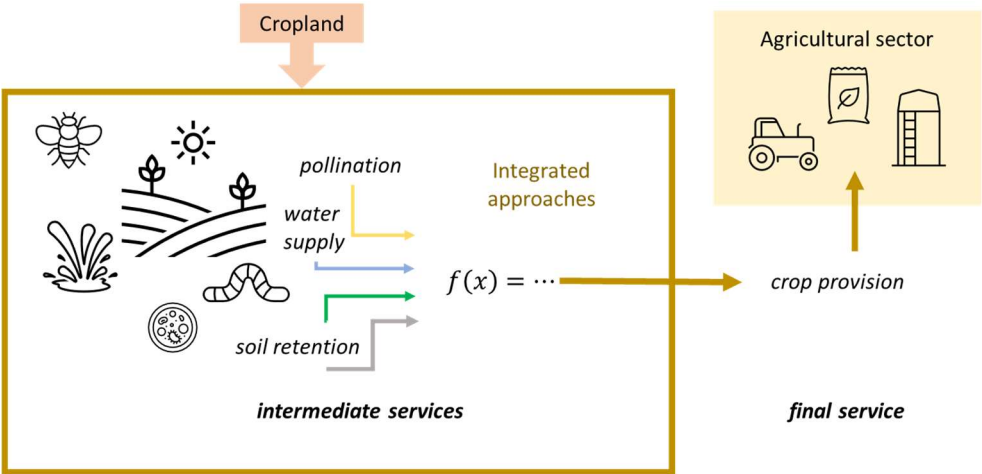 Cropland
Agricultural sector
pollination
Integrated
approaches
water
supply
f(x) = ⋯
crop provision
soil retention
intermediate services
final service